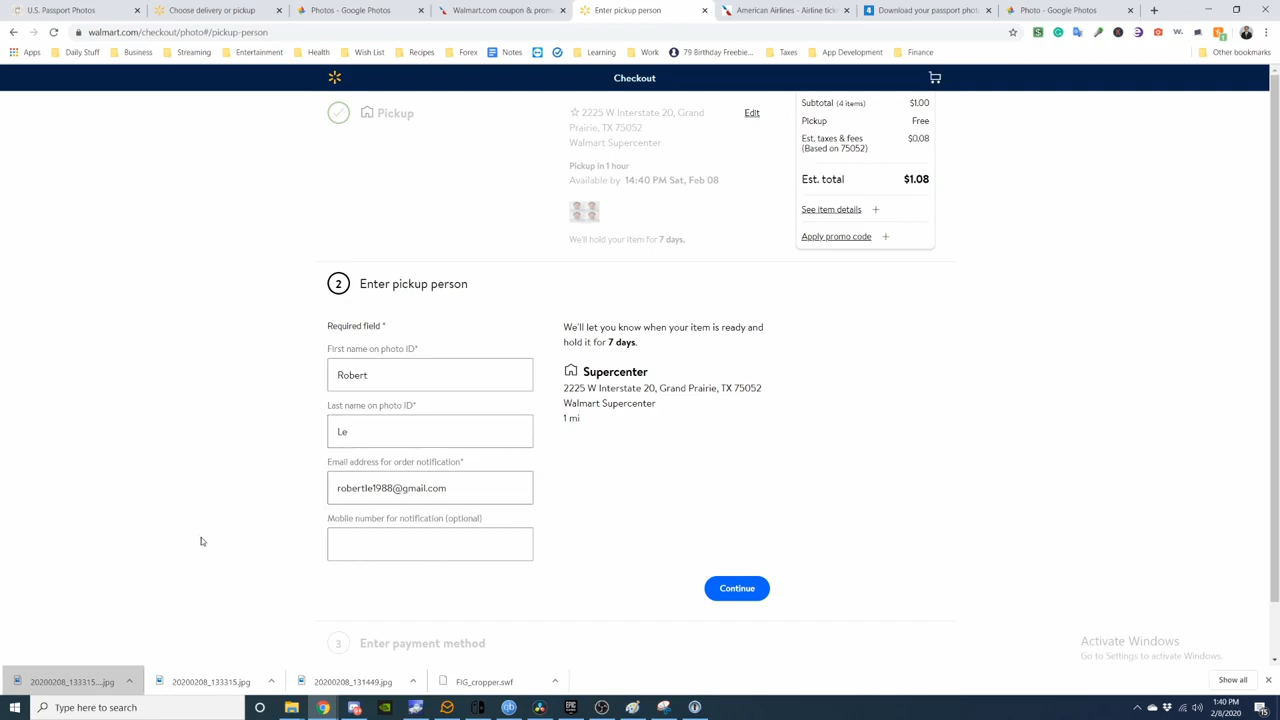 U.S. Passport Photos
Choose delivery or pickup
Photos - Google Photos
Walmart.com coupon & prom
Enter pickup person
American Airlines - Airline tick
Download your passport phot
Photo - Google Photos
walmart.com/checkout/photo#/pickup-person
Apps
Daily Stuff
Business
Streaming
Entertainment
Health
Wish List
Recipes
Forex
Notes
Learning
Work
79 Birthday Freebie...
Taxes
App Development
Finance
Other bookmarks
Checkout
Pickup
2225 W Interstate 20, Grand
Prairie, TX 75052
Walmart Supercenter
Edit
Pickup in 1 hour
Available by 14:40 PM Sat, Feb 08
We'll hold your item for 7 days.
Subtotal (4 items) $1.00
Pickup Free
Est. taxes & fees $0.08
(Based on 75052)
Est. total $1.08
See item details +
Apply promo code +
2 Enter pickup person
Required field *
First name on photo ID*
Robert
Last name on photo ID*
Le
Email address for order notification*
robertle1988@gmail.com
Mobile number for notification (optional)
We'll let you know when your item is ready and
hold it for 7 days.
Supercenter
2225 W Interstate 20, Grand Prairie, TX 75052
Walmart Supercenter
1 mi
Continue
3 Enter payment method
Activate Windows
Go to Settings to activate Windows.
20200208_133315....jpg
20200208_133315.jpg
20200208_131449.jpg
FIG_cropper.swf
Show all
Type here to search
1:40 PM
2/8/2020
15